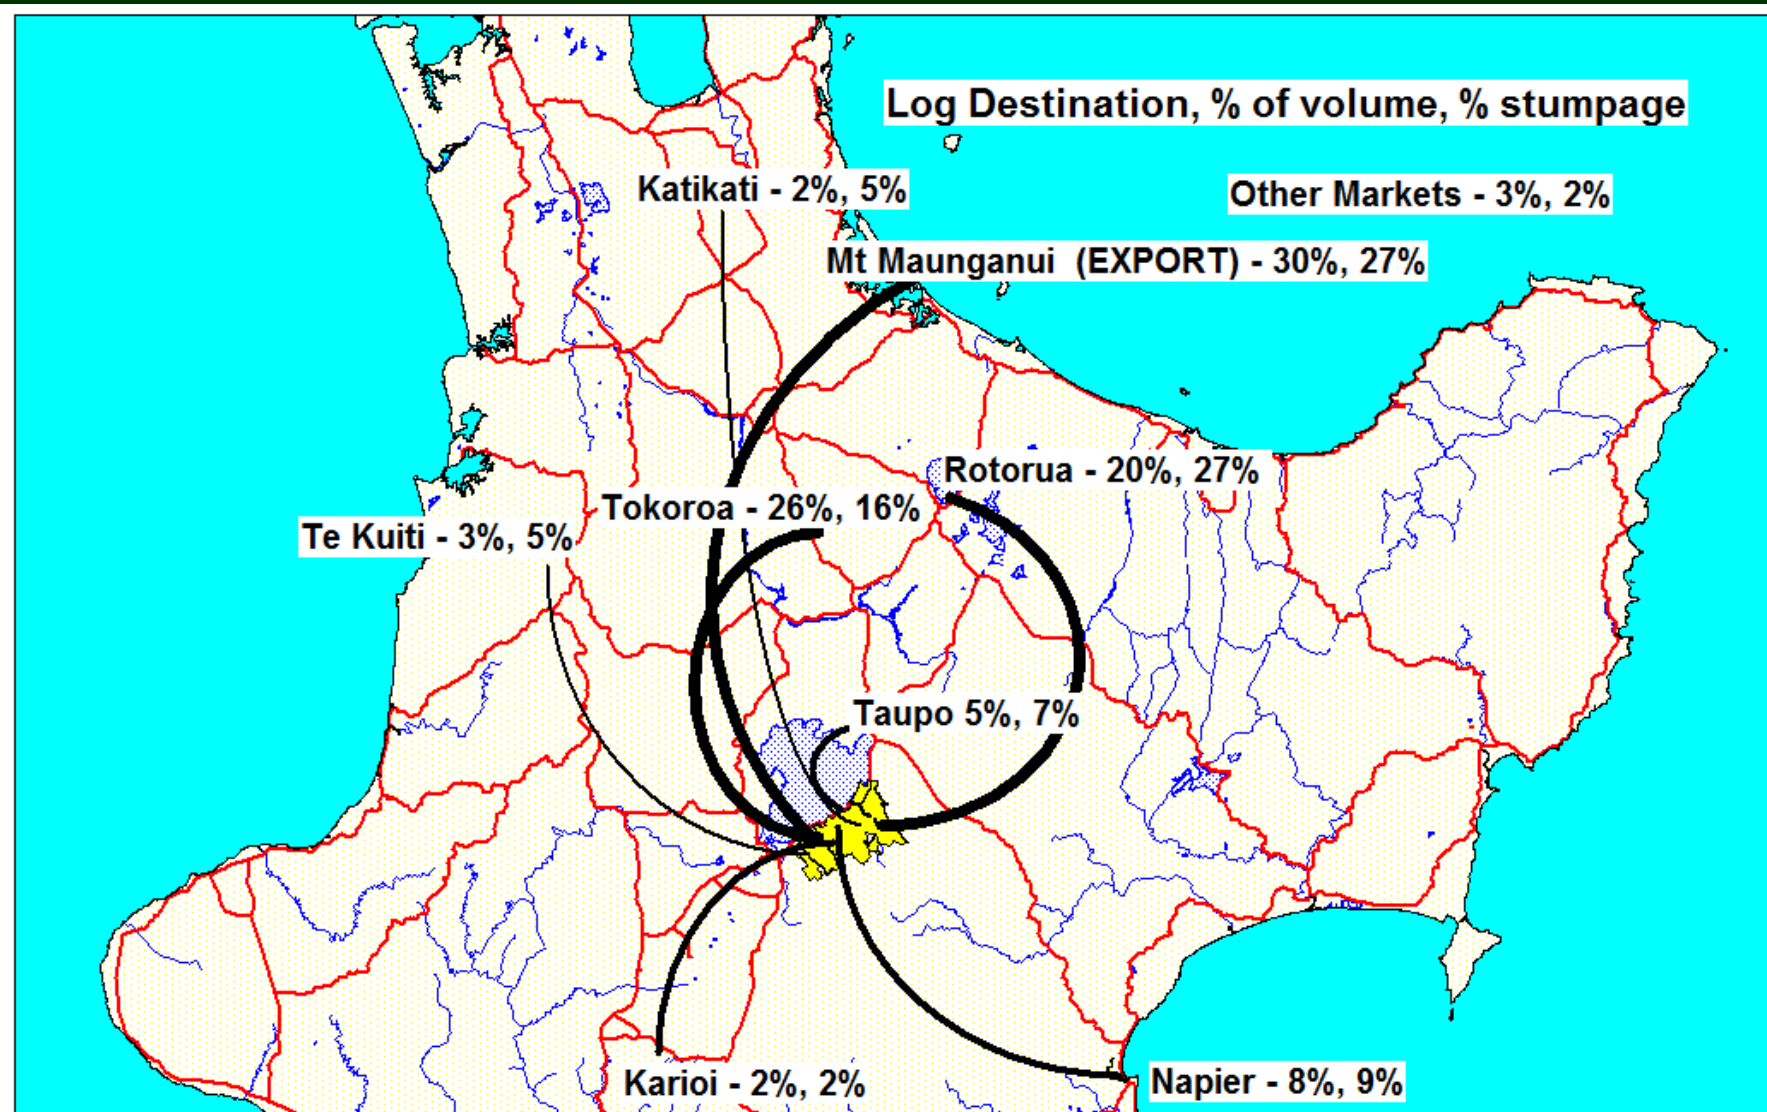 Log Destination, % of volume, % stumpage
Katikati - 2%, 5%
Other Markets - 3%, 2%
Mt Maunganui (EXPORT) - 30%, 27%
Rotorua - 20%, 27%
Tokoroa - 26%, 16%
Te Kuiti - 3%, 5%
Taupo 5%, 7%
Karioi - 2%, 2%
Napier - 8%, 9%